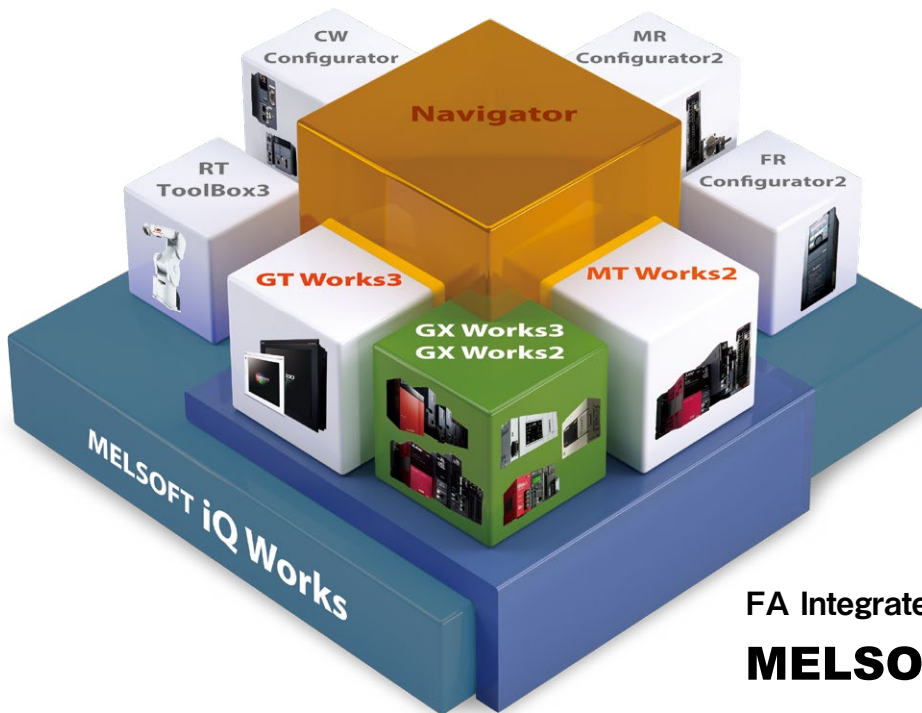 CW
Configurator
MR
Configurator2
Navigator
RT
ToolBox3
FR
Configurator2
GT Works3
MT Works2
GX Works3
GX Works2
MELSOFT iQ Works
FA Integrate
MELSO